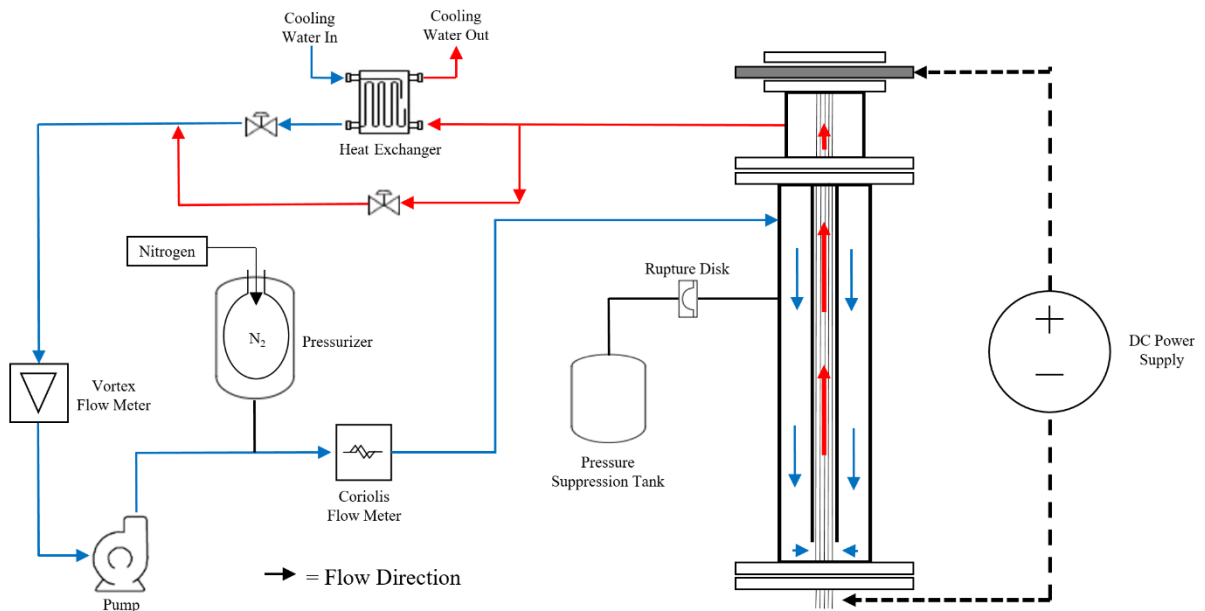 Cooling
Water In
Cooling
Water Out
Heat Exchanger
Nitrogen
N2
Pressurizer
Rupture Disk
DC Power
Supply
Vortex
Flow Meter
Pressure
Suppression Tank
Coriolis
Flow Meter
= Flow Direction
Pump